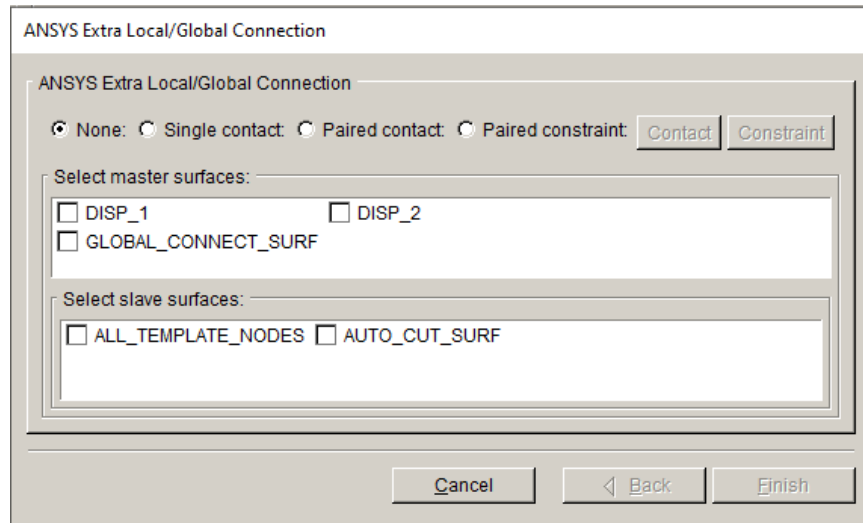 ANSYS Extra Local/Global Connection
ANSYS Extra Local/Global Connection
None: Single contact: Paired contact: Paired constraint: Contact Constraint
Select master surfaces:
DISP_1 DISP_2
GLOBAL_CONNECT_SURF
Select slave surfaces:
ALL_TEMPLATE_NODES AUTO_CUT_SURF
Cancel Back Finish